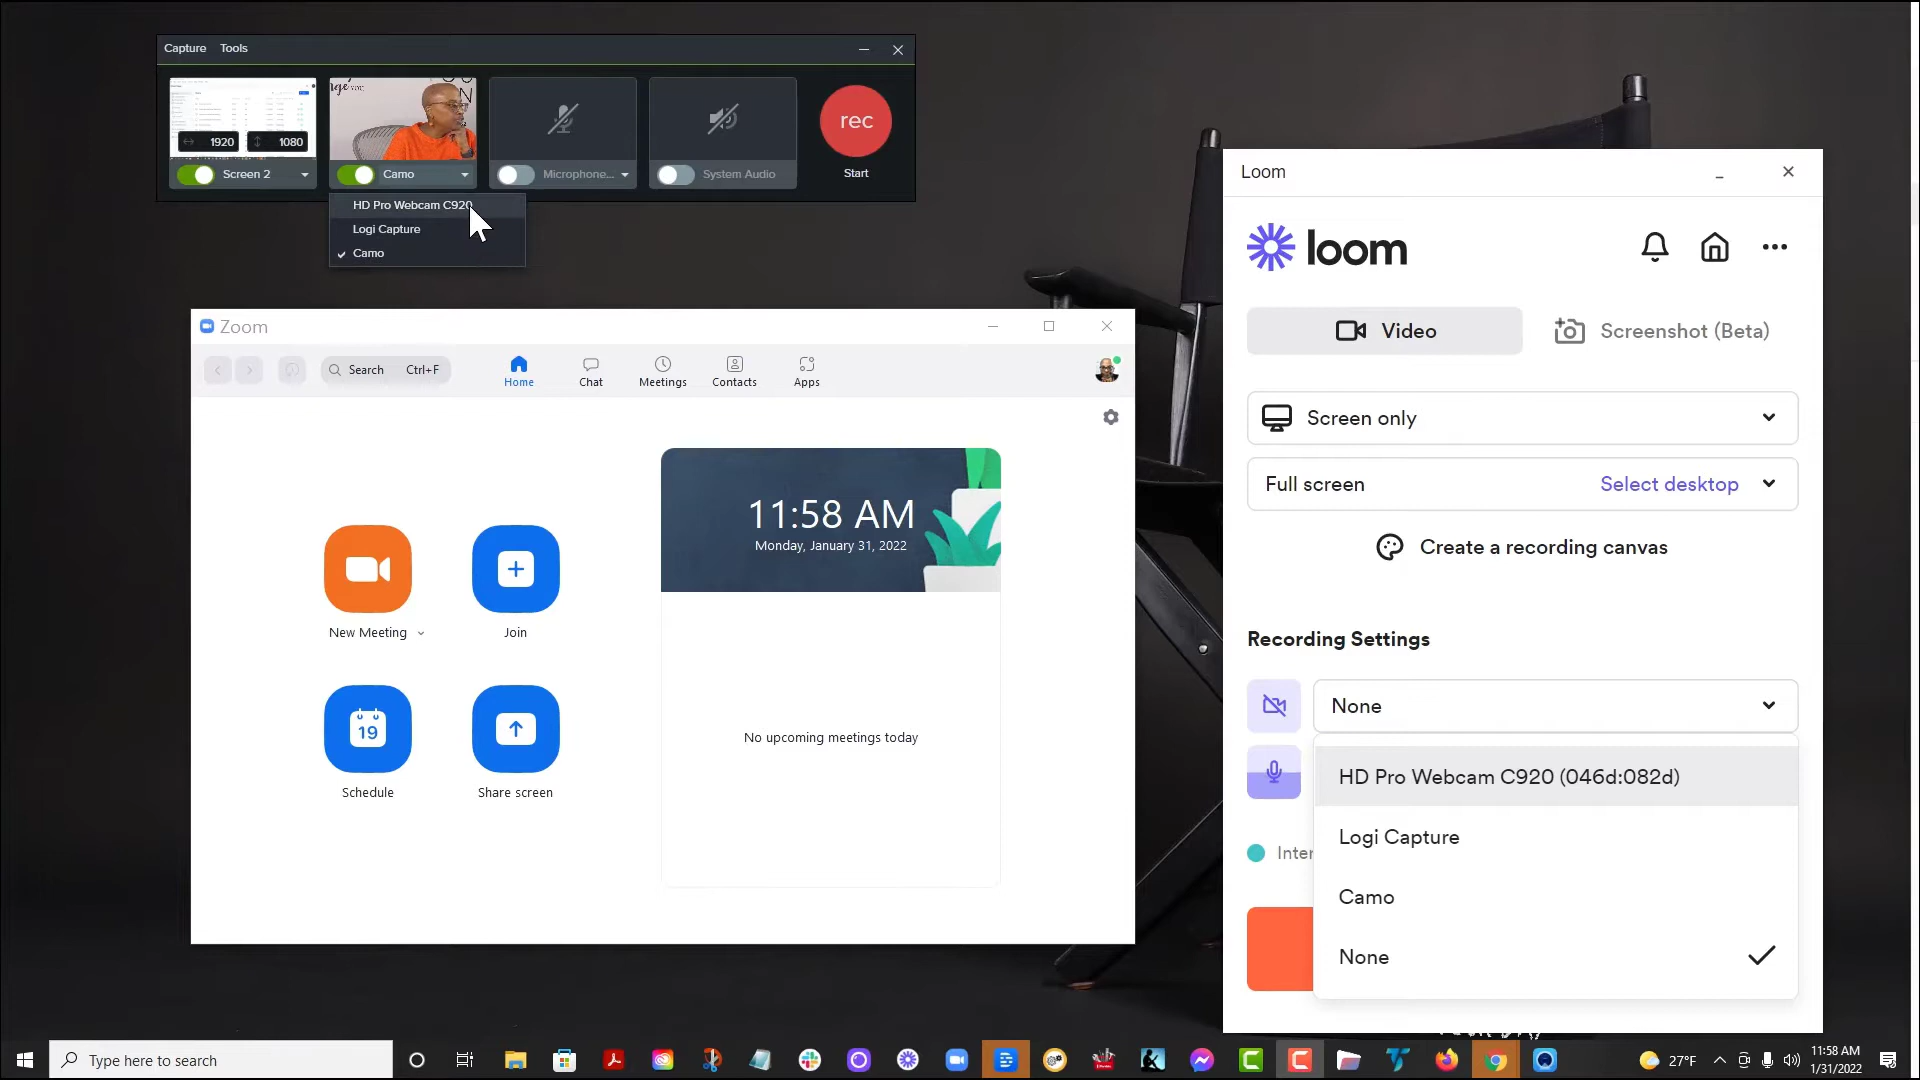 Capture Tools
1920 1080
Screen 2
Camo
Microphone...
System Audio
rec
Start
HD Pro Webcam C920
Logi Capture
Camo
Zoom
Search Ctrl+F
Home
Chat
Meetings
Contacts
Apps
11:58 AM
Monday, January 31, 2022
New Meeting
Join
19
Schedule
Share screen
No upcoming meetings today
Loom
loom
Video
Screenshot (Beta)
Screen only
Full screen Select desktop
Create a recording canvas
Recording Settings
None
HD Pro Webcam C920 (046d:082d)
Logi Capture
Inter
Camo
None
Type here to search
27°F
11:58 AM
1/31/2022